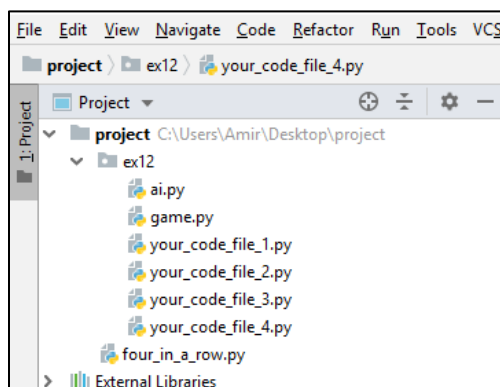 File Edit View Navigate Code Refactor Run Tools VCS
project ex12 your_code_file_4.py
1: Project
Project
project C:\Users\Amir\Desktop\project
ex12
ai.py
game.py
your_code_file_1.py
your_code_file_2.py
your_code_file_3.py
your_code_file_4.py
four_in_a_row.py
External Libraries